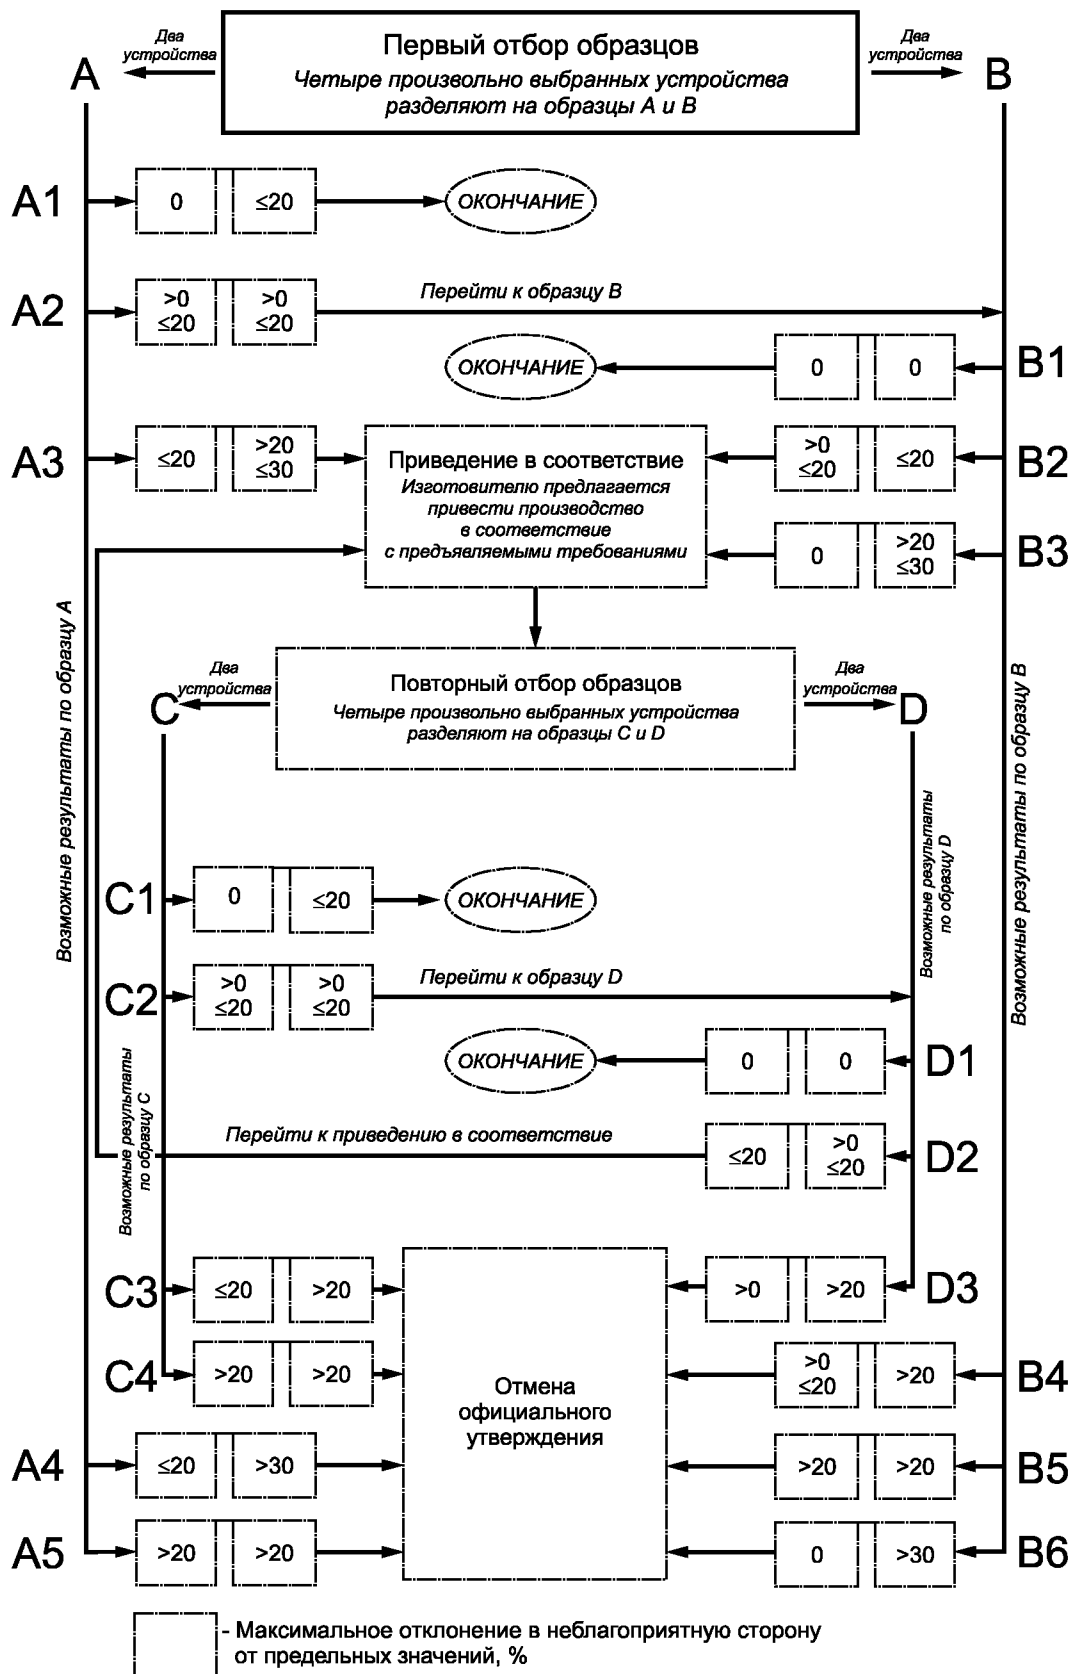 Два
устройства
Первый отбор образцов
Четыре произвольно выбранных устройства
разделяют на образцы А и В
Два
устройства
A
B
A1
0
≤20
ОКОНЧАНИЕ
A2
>0
≤20
>0
≤20
Перейти к образцу В
ОКОНЧАНИЕ
0
0
B1
A3
≤20
>20
≤30
Приведение в соответствие
Изготовителю предлагается
привести производство
в соответствие
с предъявляемыми требованиями
>0
≤20
≤20
B2
0
>20
≤30
B3
Возможные результаты по образцу А
Возможные результаты по образцу В
Два
устройства
Повторный отбор образцов
Четыре произвольно выбранных устройства
разделяют на образцы С и D
Два
устройства
C
D
Возможные результаты
по образцу D
C1
0
≤20
ОКОНЧАНИЕ
C2
>0
≤20
>0
≤20
Перейти к образцу D
ОКОНЧАНИЕ
0
0
D1
Возможные результаты
по образцу С
Перейти к приведению в соответствие
≤20
>0
≤20
D2
C3
≤20
>20
>0
>20
D3
C4
>20
>20
Отмена
официального
утверждения
>0
≤20
>20
B4
A4
≤20
>30
>20
>20
B5
A5
>20
>20
0
>30
B6
- Максимальное отклонение в неблагоприятную сторону
от предельных значений, %